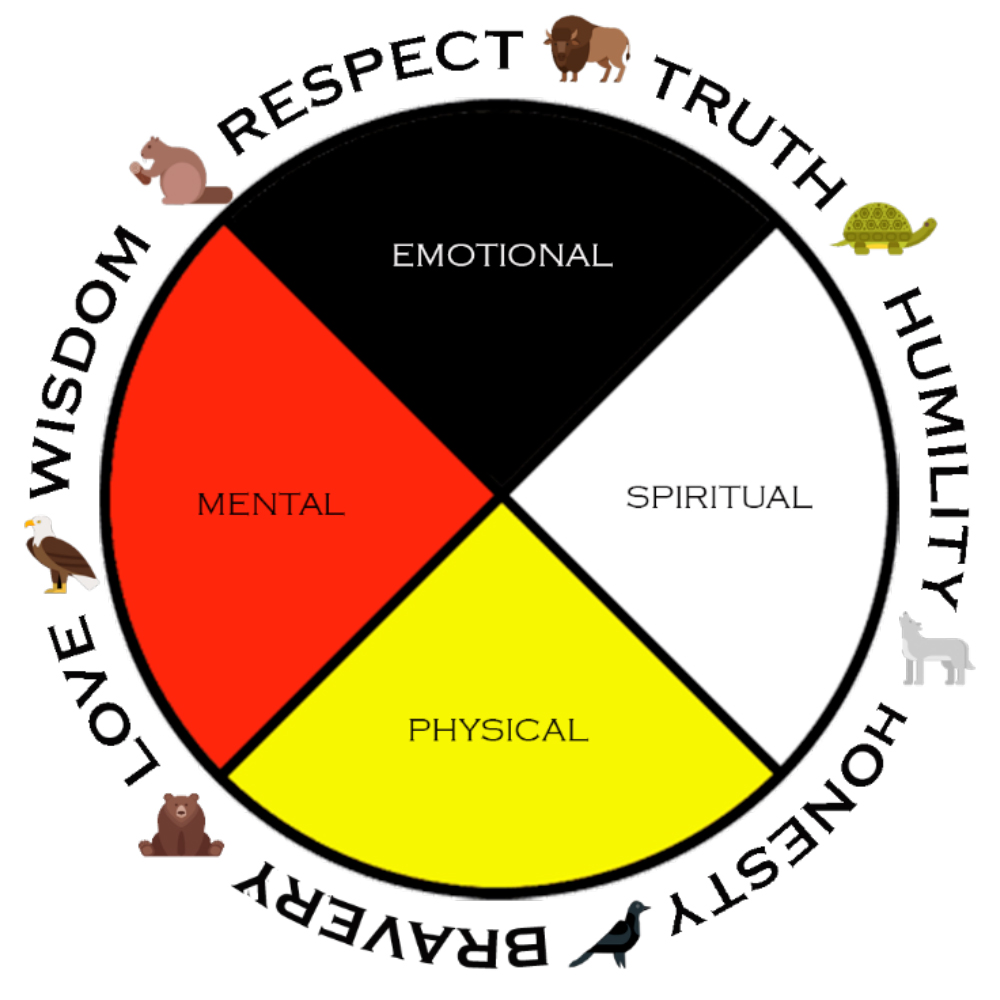 RESPECT
TRUTH
HUMILITY
HONESTY
BRAVERY
LOVE
WISDOM
EMOTIONAL
MENTAL
SPIRITUAL
PHYSICAL